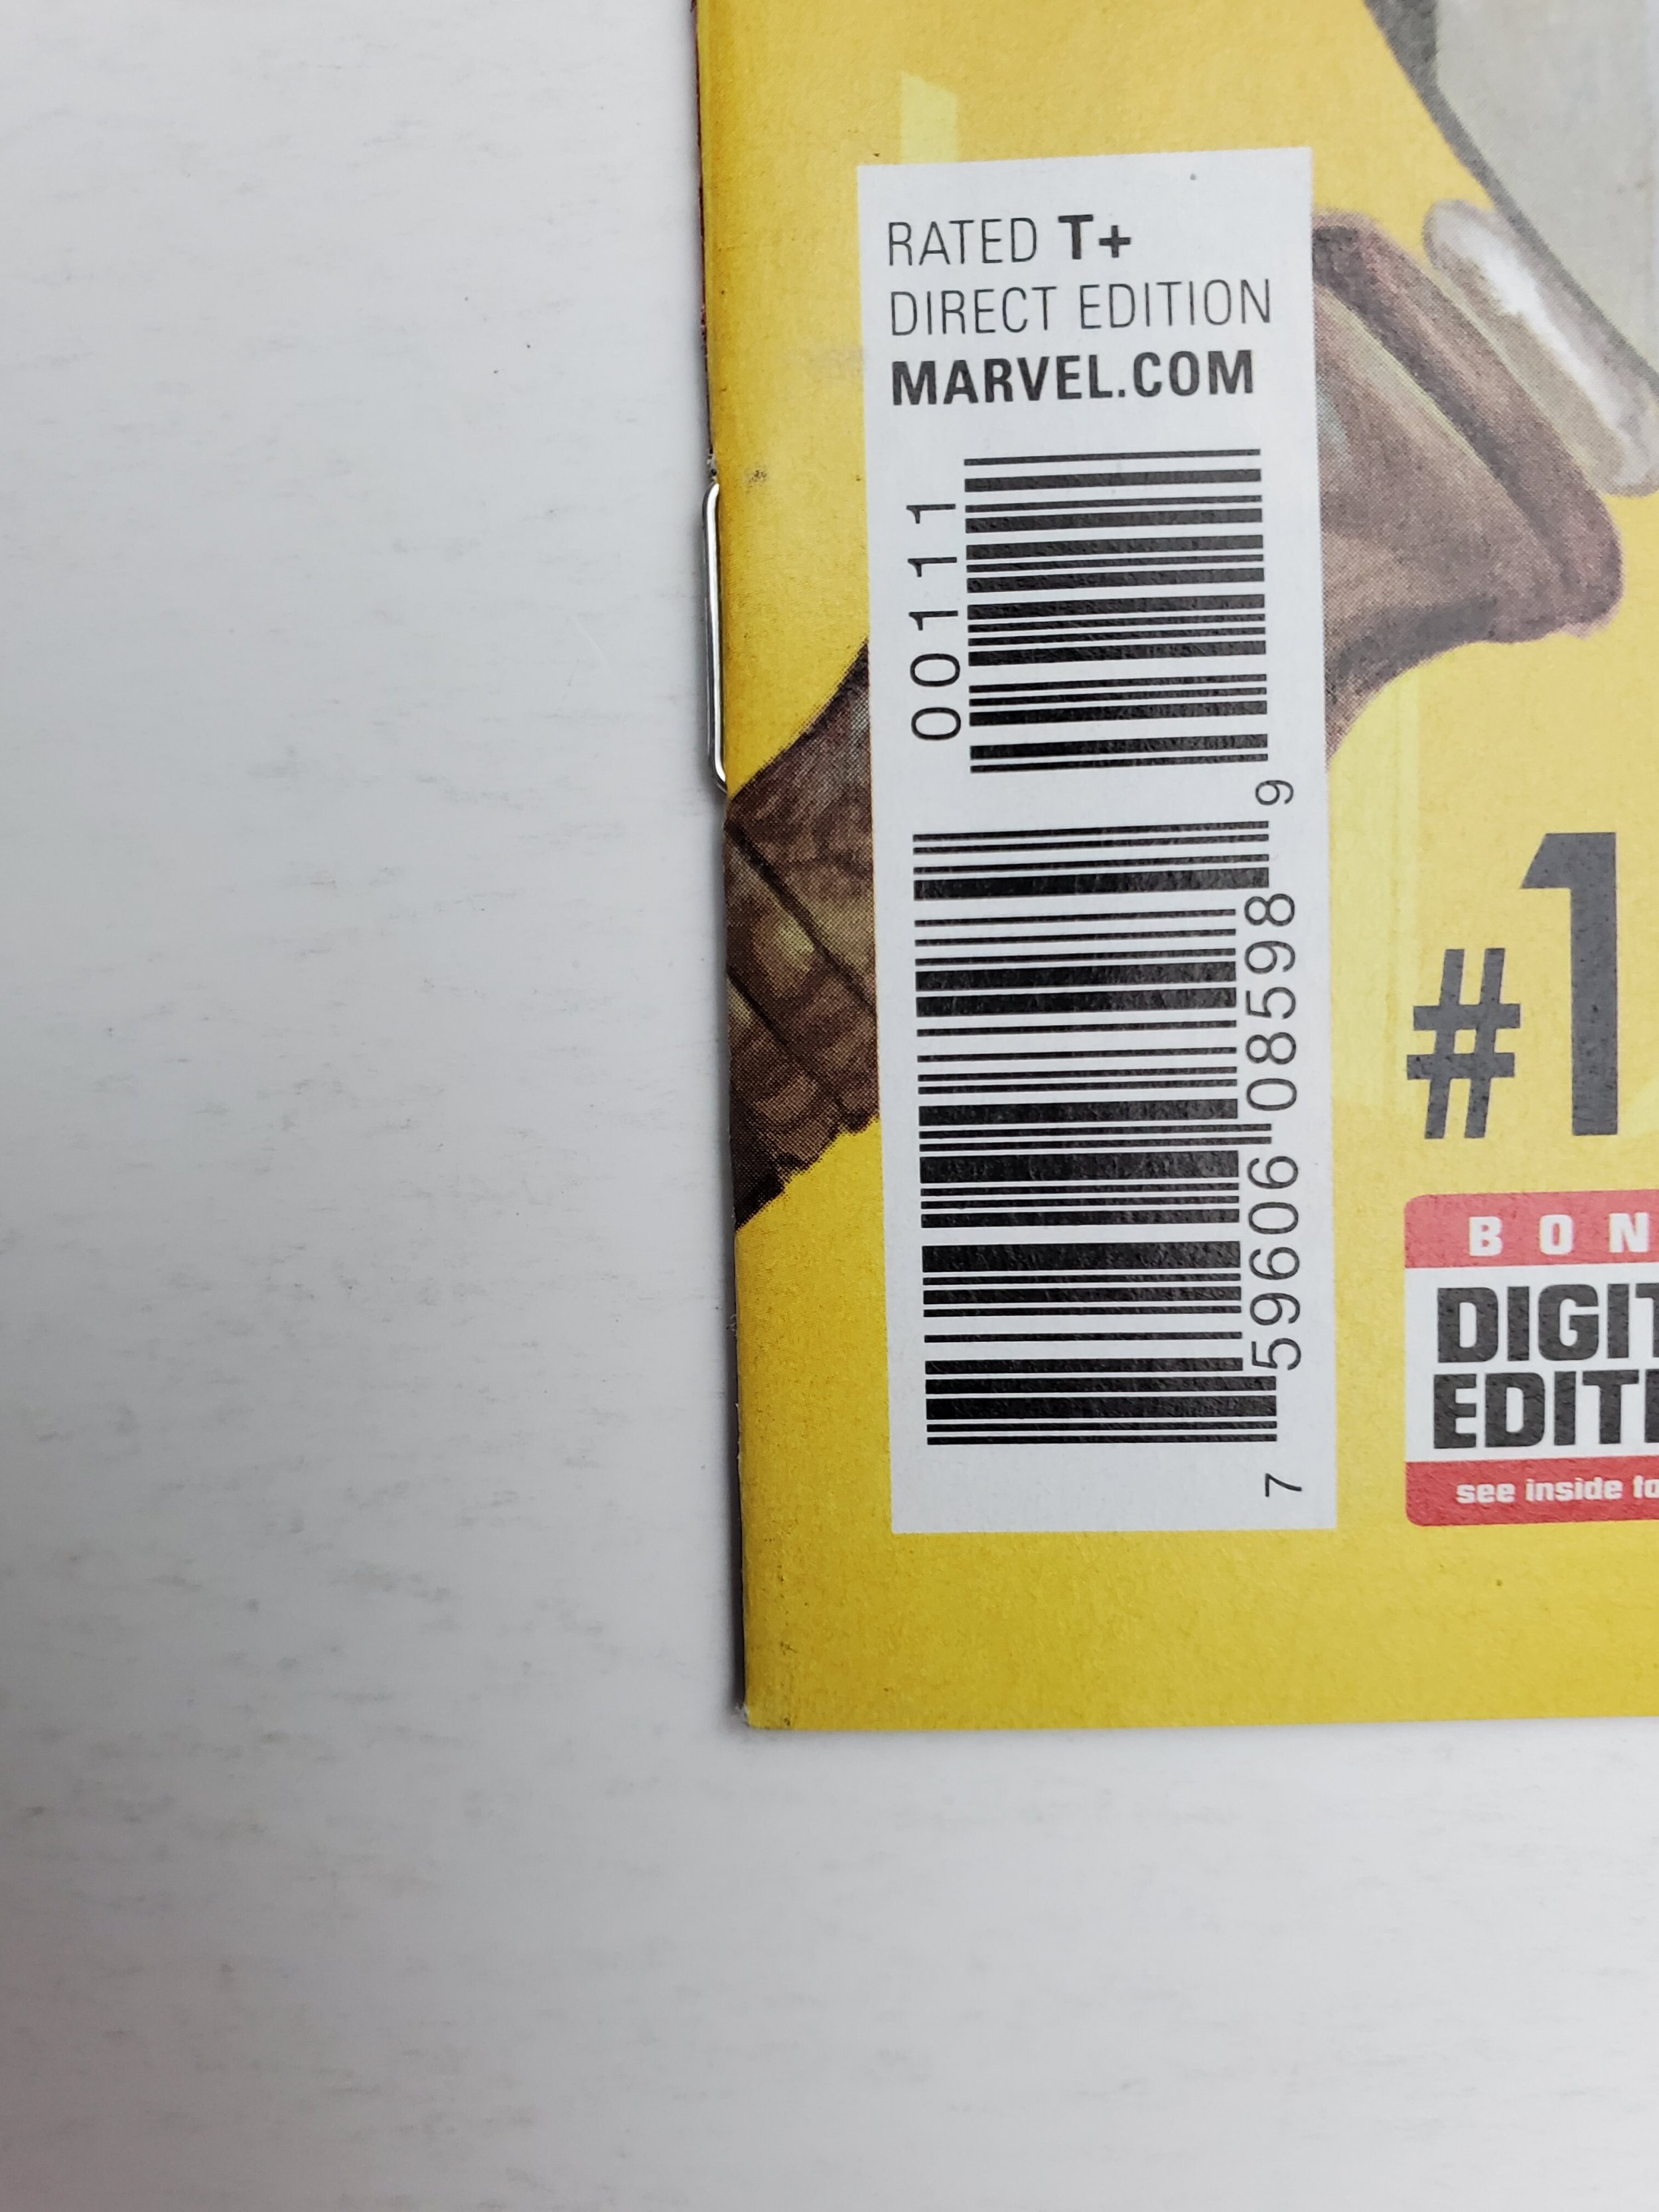 RATED T+
DIRECT EDITION
MARVEL.COM
00111
7 59606 08598 9
#1
BON
DIGIT
EDITI
see inside fo